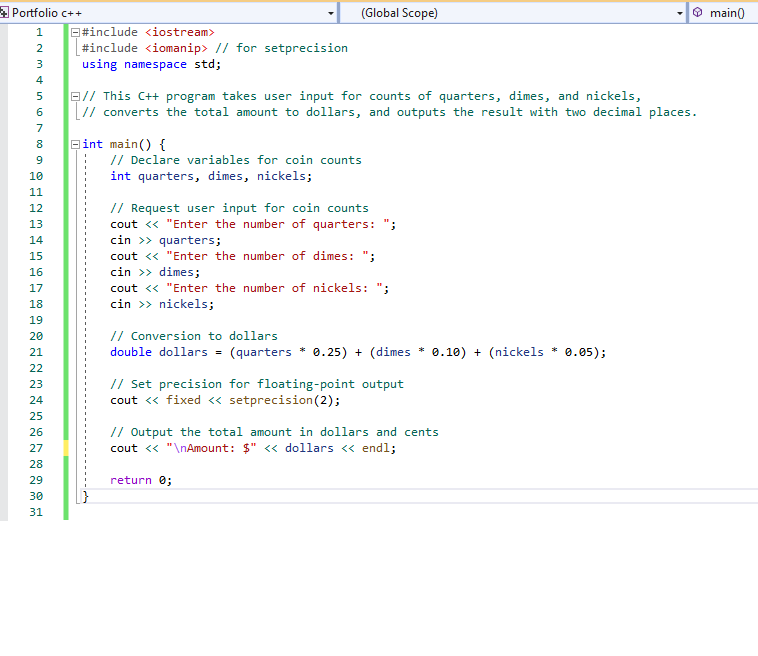 Portfolio c++ (Global Scope) main()
1 #include <iostream>
2 #include <iomanip> // for setprecision
3 using namespace std;
4
5 // This C++ program takes user input for counts of quarters, dimes, and nickels,
6 // converts the total amount to dollars, and outputs the result with two decimal places.
7
8 int main() {
9 // Declare variables for coin counts
10 int quarters, dimes, nickels;
11
12 // Request user input for coin counts
13 cout << "Enter the number of quarters: ";
14 cin >> quarters;
15 cout << "Enter the number of dimes: ";
16 cin >> dimes;
17 cout << "Enter the number of nickels: ";
18 cin >> nickels;
19
20 // Conversion to dollars
21 double dollars = (quarters * 0.25) + (dimes * 0.10) + (nickels * 0.05);
22
23 // Set precision for floating-point output
24 cout << fixed << setprecision(2);
25
26 // Output the total amount in dollars and cents
27 cout << "\nAmount: $" << dollars << endl;
28
29 return 0;
30 }
31